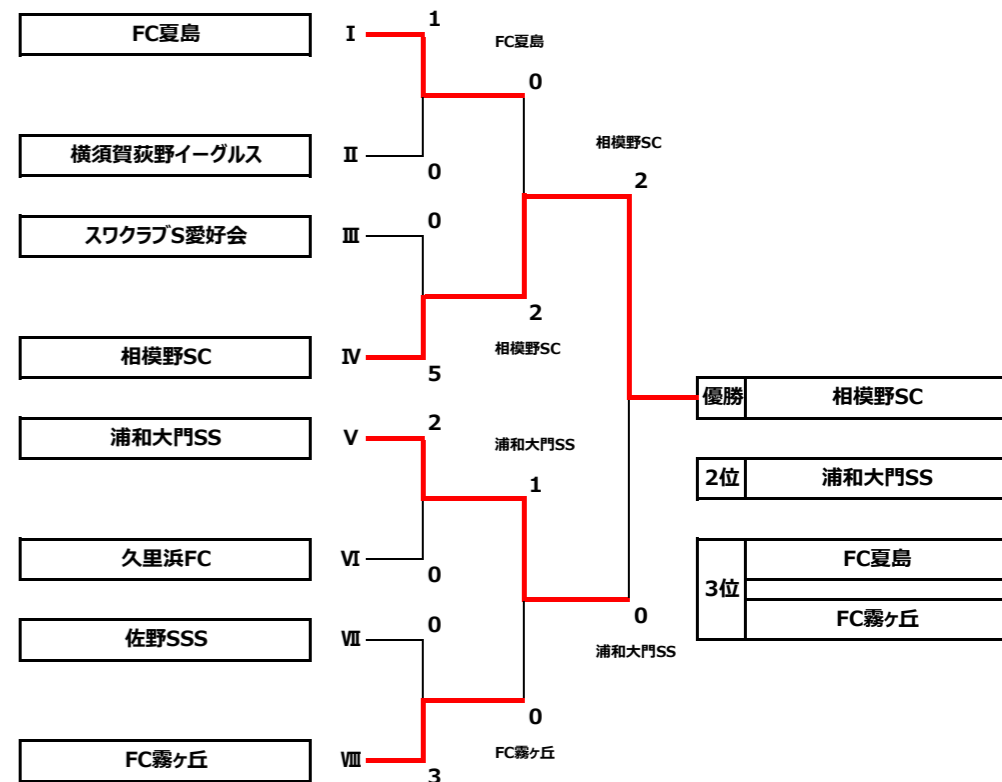 FC夏島 Ⅰ 1
FC夏島
0
横須賀荻野イーグルス Ⅱ 0
相模野SC
2
スワクラブS愛好会 Ⅲ 0
2
相模野SC
相模野SC Ⅳ 5
優勝 相模野SC
浦和大門SS Ⅴ 2
浦和大門SS
1
2位 浦和大門SS
久里浜FC Ⅵ 0
3位
FC夏島
FC霧ヶ丘
佐野SSS Ⅶ 0
0
浦和大門SS
0
FC霧ヶ丘
FC霧ヶ丘 Ⅷ 3